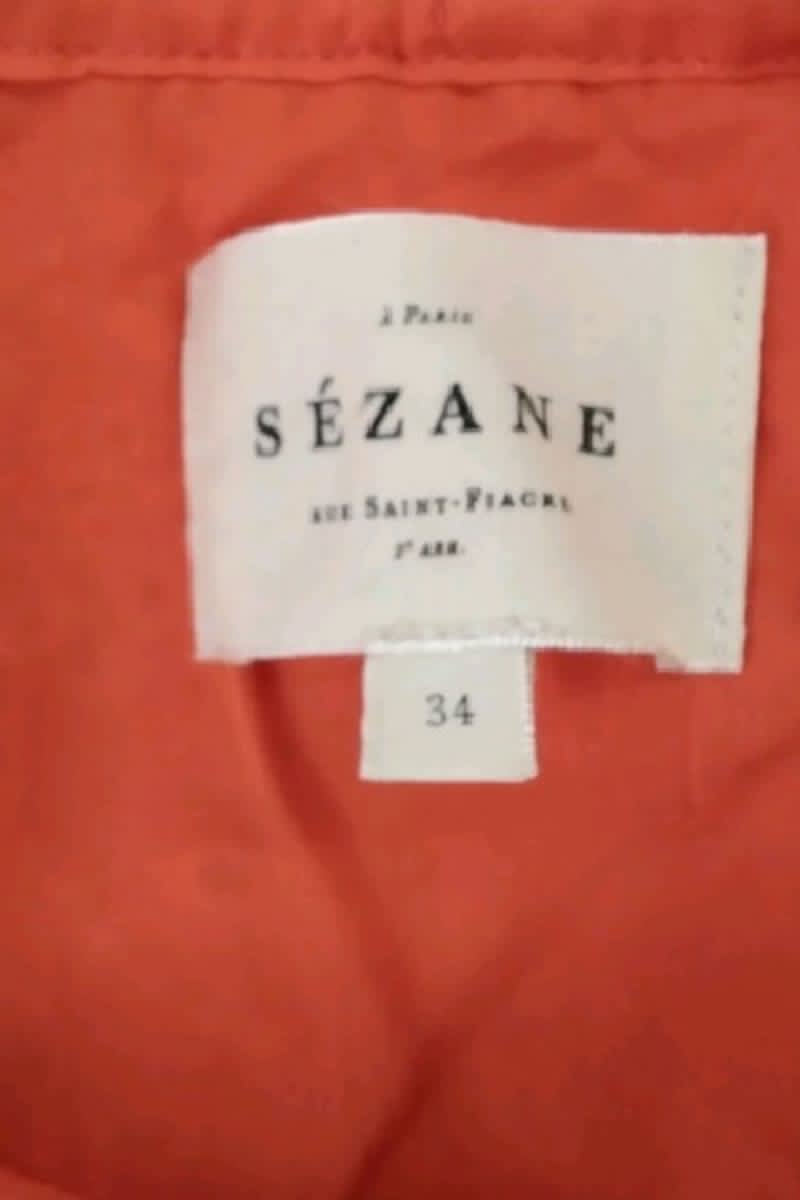 à Paris
SÉZANE
RUE SAINT-FIACRE
2e ARR.
34